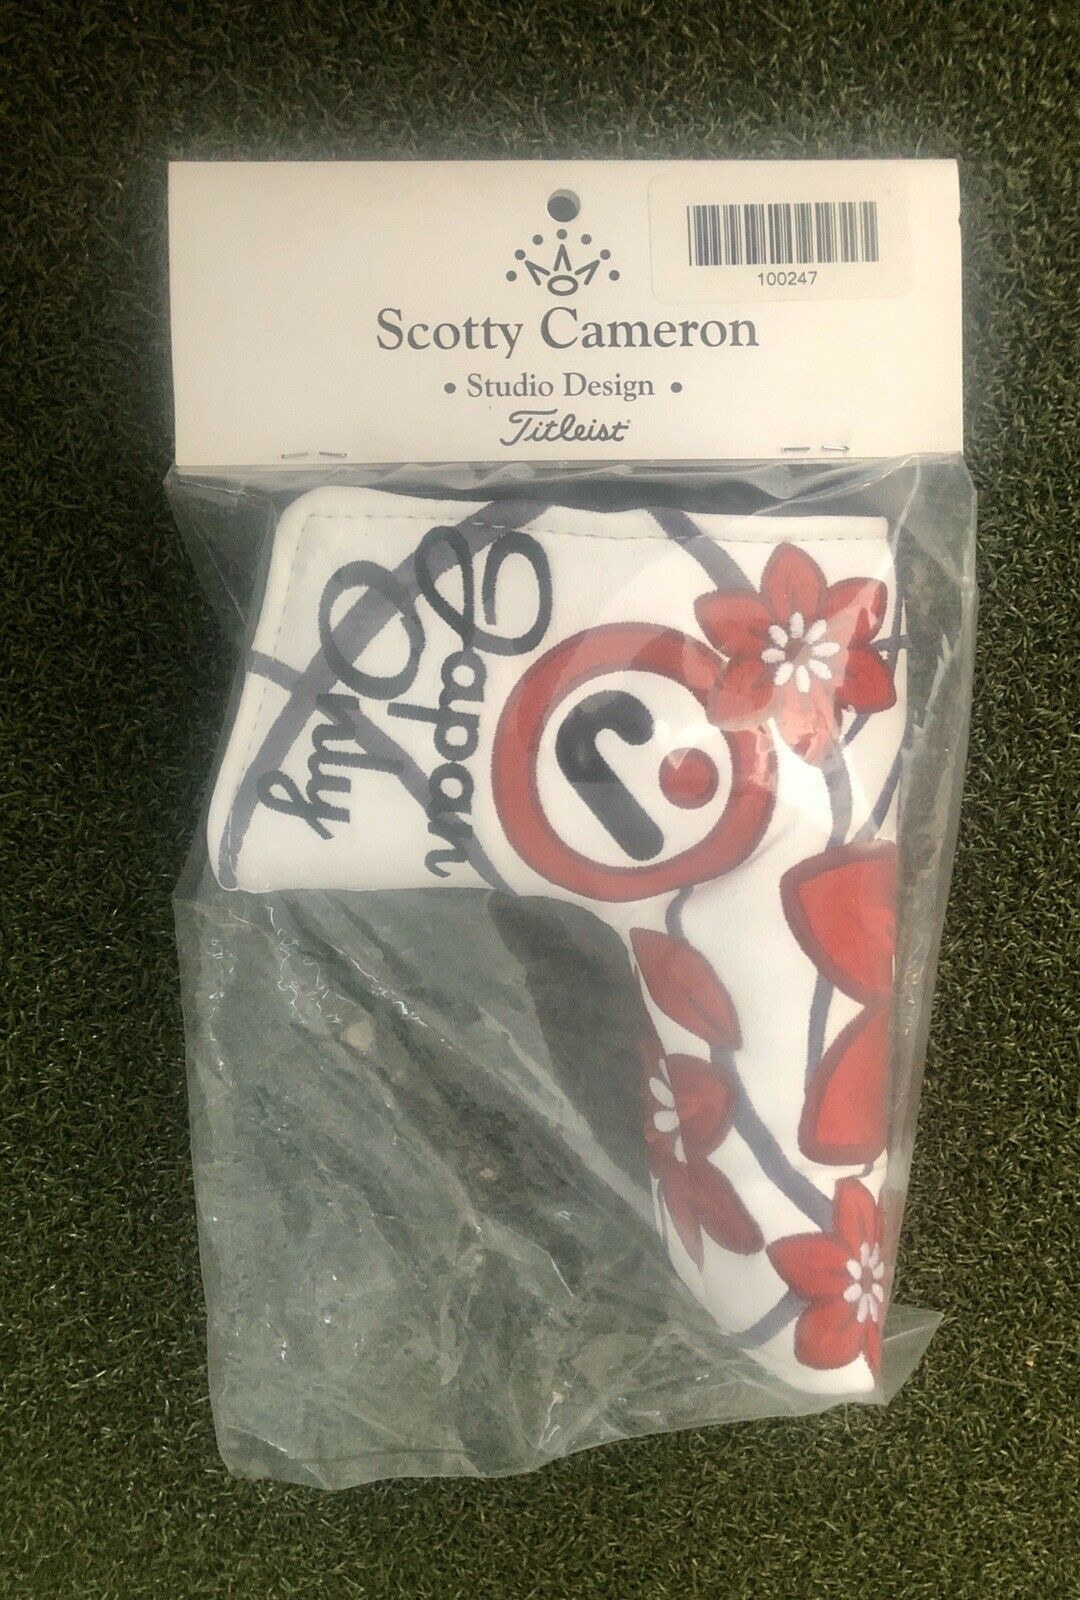 100247
Scotty Cameron
• Studio Design •
Titleist
Japan
Only